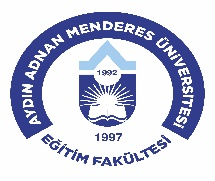 AYDIN ADNAN MENDERES ÜNİVERSİTESİ
1992
1997
EĞİTİM FAKÜLTESİ